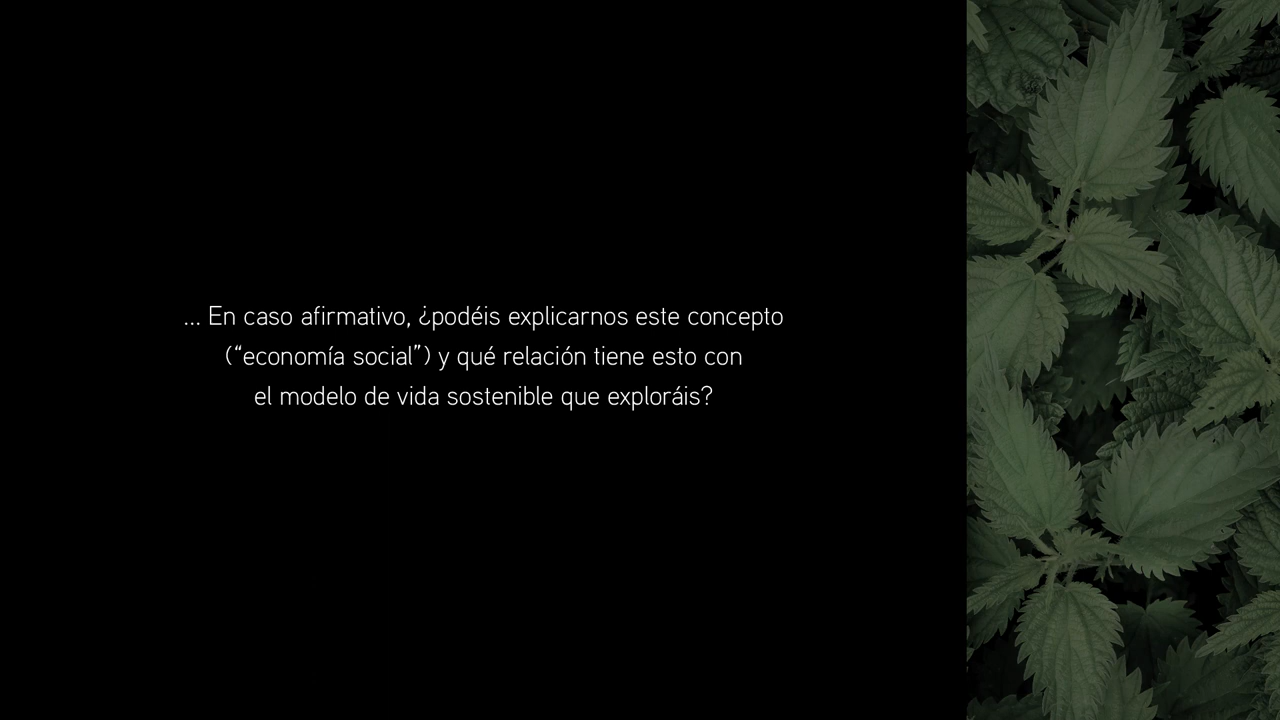 ... En caso afirmativo, ¿podéis explicarnos este concepto
(“economía social”) y qué relación tiene esto con
el modelo de vida sostenible que exploráis?